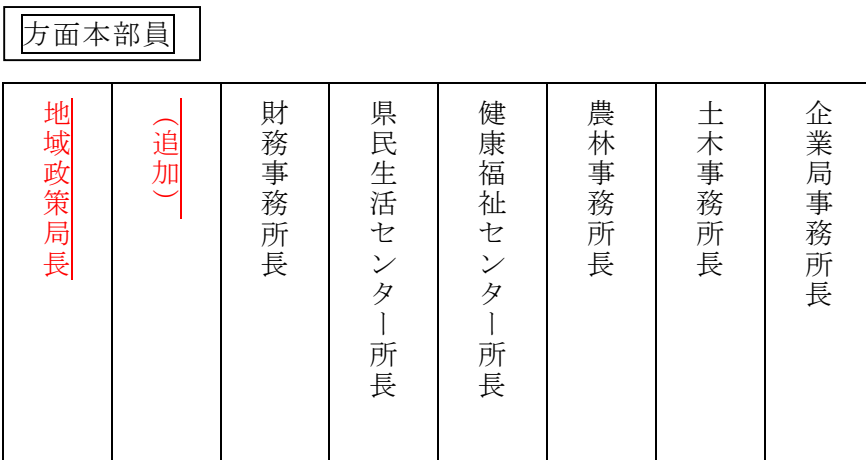 方面本部員
地域政策局長
（追加）
財務事務所長
県民生活センター所長
健康福祉センター所長
農林事務所長
土木事務所長
企業局事務所長